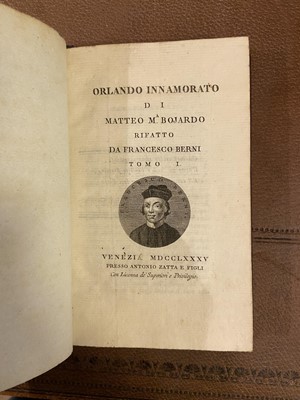 ORLANDO INNAMORATO
DI
MATTEO M.ª BOJARDO
RIFATTO
DA FRANCESCO BERNI
TOMO I.
VENEZIA MDCCLXXXV
PRESSO ANTONIO ZATTA E FIGLI
Con Licenza de' Superiori e Privilegio.